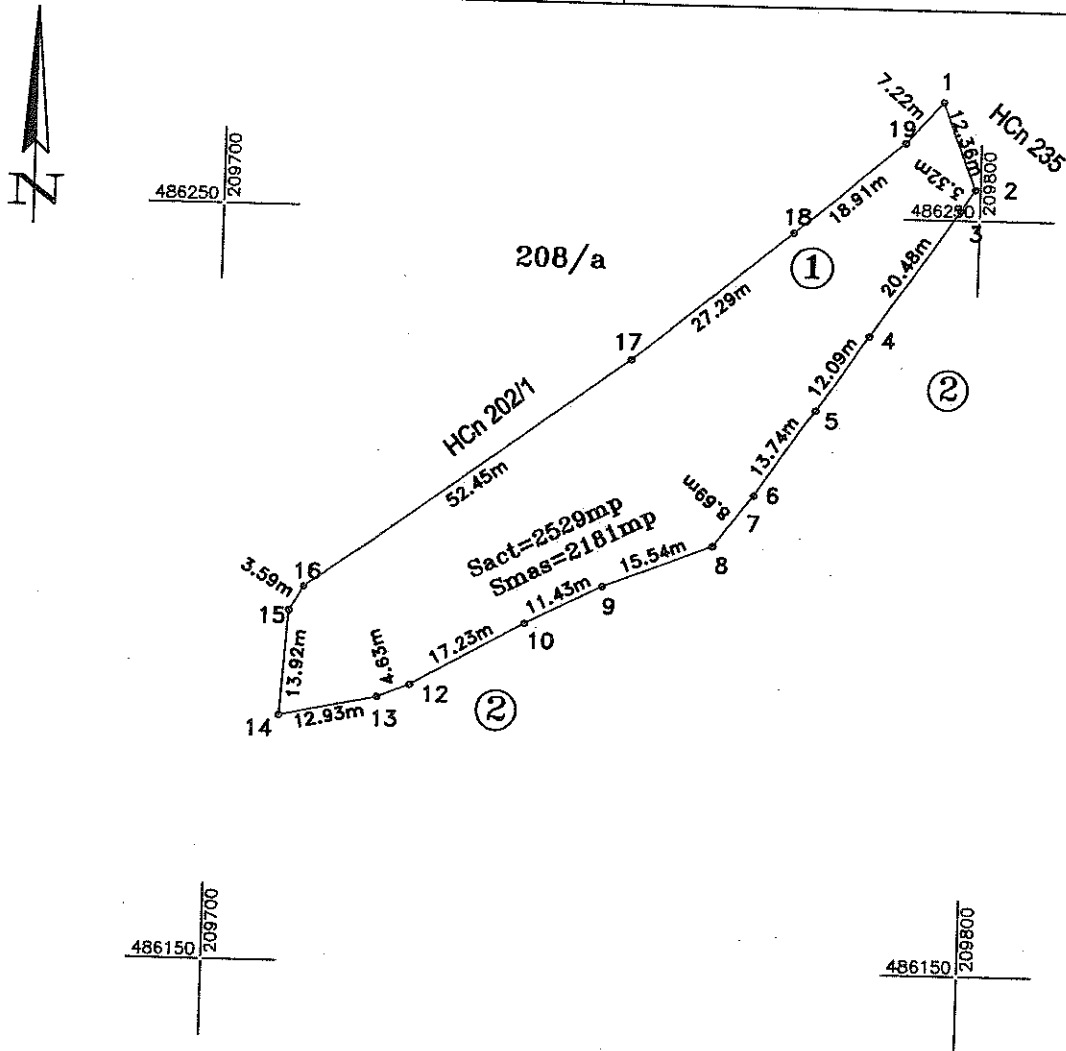 N
1
HCn 235
7.22m
12.36m
19
209700
486250
209800
486250
3.32m
2
3
18
18.91m
208/a
1
20.48m
27.29m
17
4
12.09m
2
HCn 202/1
5
13.74m
52.45m
6
8.69m
7
Sact=2529mp
Smas=2181mp
8
15.54m
16
3.59m
9
11.43m
15
10
17.23m
4.63m
13.92m
12
13
2
14
12.93m
209700
486150
209800
486150